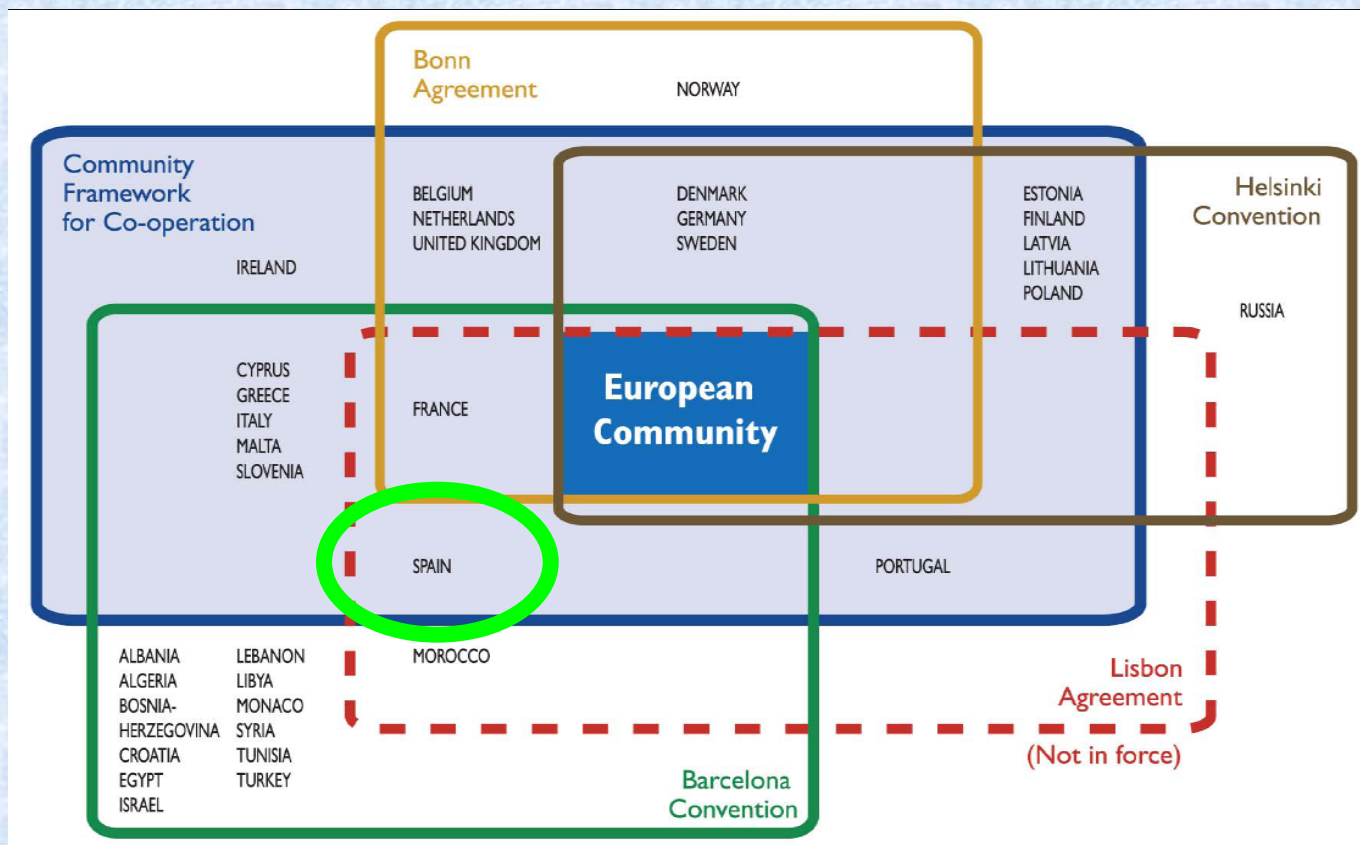 Bonn
Agreement
NORWAY
Community
Framework
for Co-operation
BELGIUM
NETHERLANDS
UNITED KINGDOM
DENMARK
GERMANY
SWEDEN
ESTONIA
FINLAND
LATVIA
LITHUANIA
POLAND
Helsinki
Convention
IRELAND
RUSSIA
CYPRUS
GREECE
ITALY
MALTA
SLOVENIA
FRANCE
European
Community
SPAIN
PORTUGAL
ALBANIA
ALGERIA
BOSNIA-
HERZEGOVINA
CROATIA
EGYPT
ISRAEL
LEBANON
LIBYA
MONACO
SYRIA
TUNISIA
TURKEY
MOROCCO
Lisbon
Agreement
(Not in force)
Barcelona
Convention